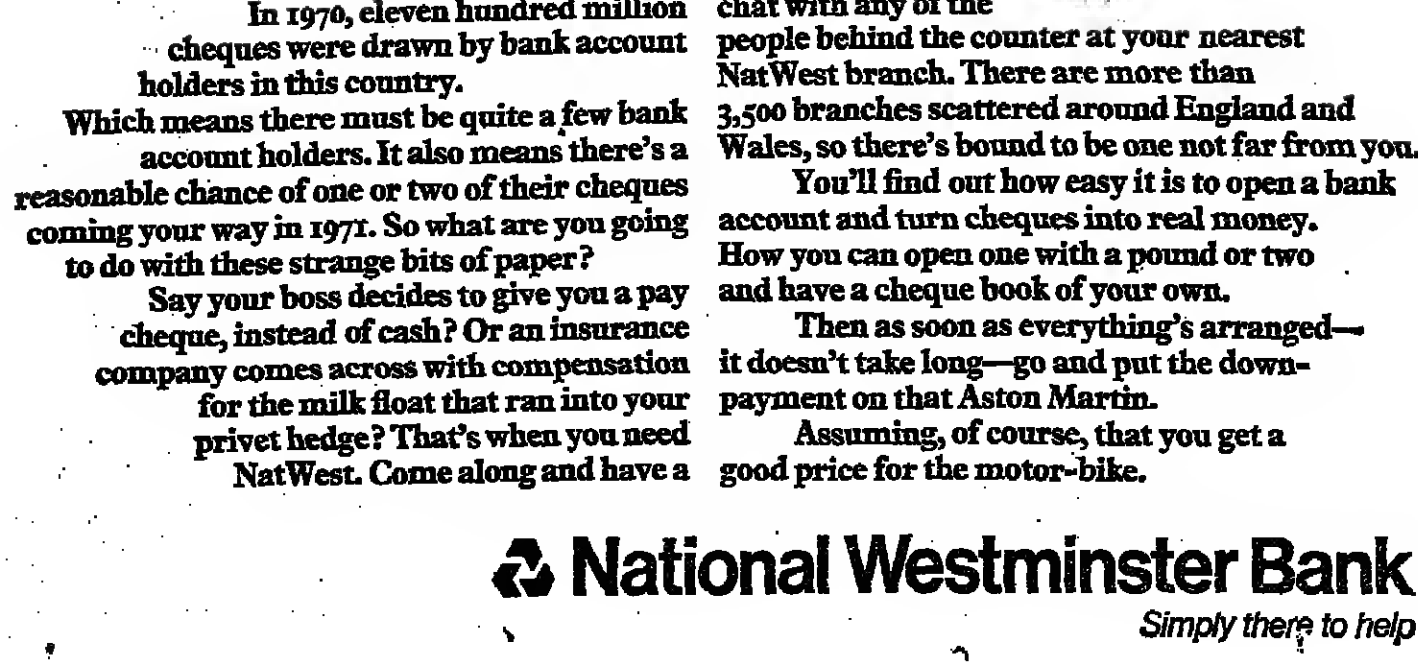 In 1970, eleven hundred million
cheques were drawn by bank account
holders in this country.
Which means there must be quite a few bank
account holders. It also means there's a
reasonable chance of one or two of their cheques
coming your way in 1971. So what are you going
to do with these strange bits of paper?
Say your boss decides to give you a pay
cheque, instead of cash? Or an insurance
company comes across with compensation
for the milk float that ran into your
privet hedge? That's when you need
NatWest. Come along and have a
chat with any of the
people behind the counter at your nearest
NatWest branch. There are more than
3,500 branches scattered around England and
Wales, so there's bound to be one not far from you.
You'll find out how easy it is to open a bank
account and turn cheques into real money.
How you can open one with a pound or two
and have a cheque book of your own.
Then as soon as everything's arranged—
it doesn't take long—go and put the down-
payment on that Aston Martin.
Assuming, of course, that you get a
good price for the motor-bike.
National Westminster Bank
Simply there to help